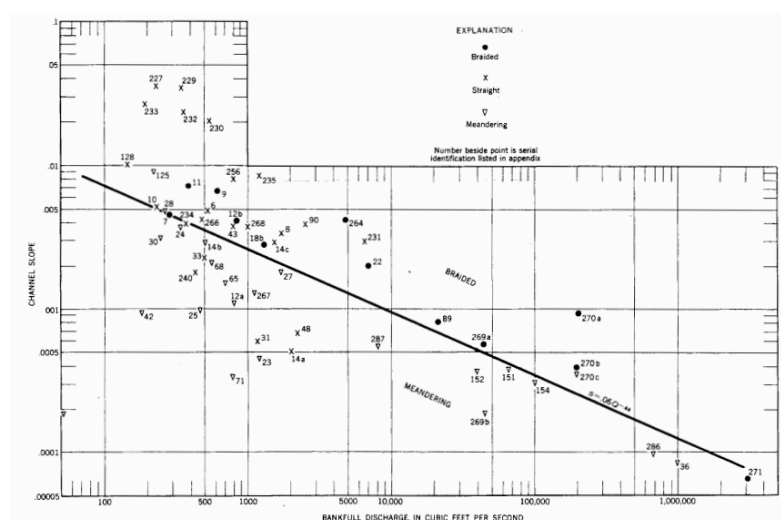 EXPLANATION
Braided
Straight
Meandering
Number beside point is serial
identification listed in appendix
CHANNEL SLOPE
.1
.05
.01
.005
.001
.0005
.0001
.00005
227
229
233
232
230
128
125
11
9
256
235
10
28
6
7
234
266
12b
268
8
90
264
24
43
18b
14c
231
30
14b
33
68
27
22
240
65
12a
267
BRAIDED
42
25
89
270a
31
48
287
269a
23
14a
270b
71
MEANDERING
152
151
154
270c
269b
s=.06Q-.44
286
36
271
100
500
1000
5000
10,000
50,000
100,000
500,000
1,000,000
BANKFULL DISCHARGE, IN CUBIC FEET PER SECOND